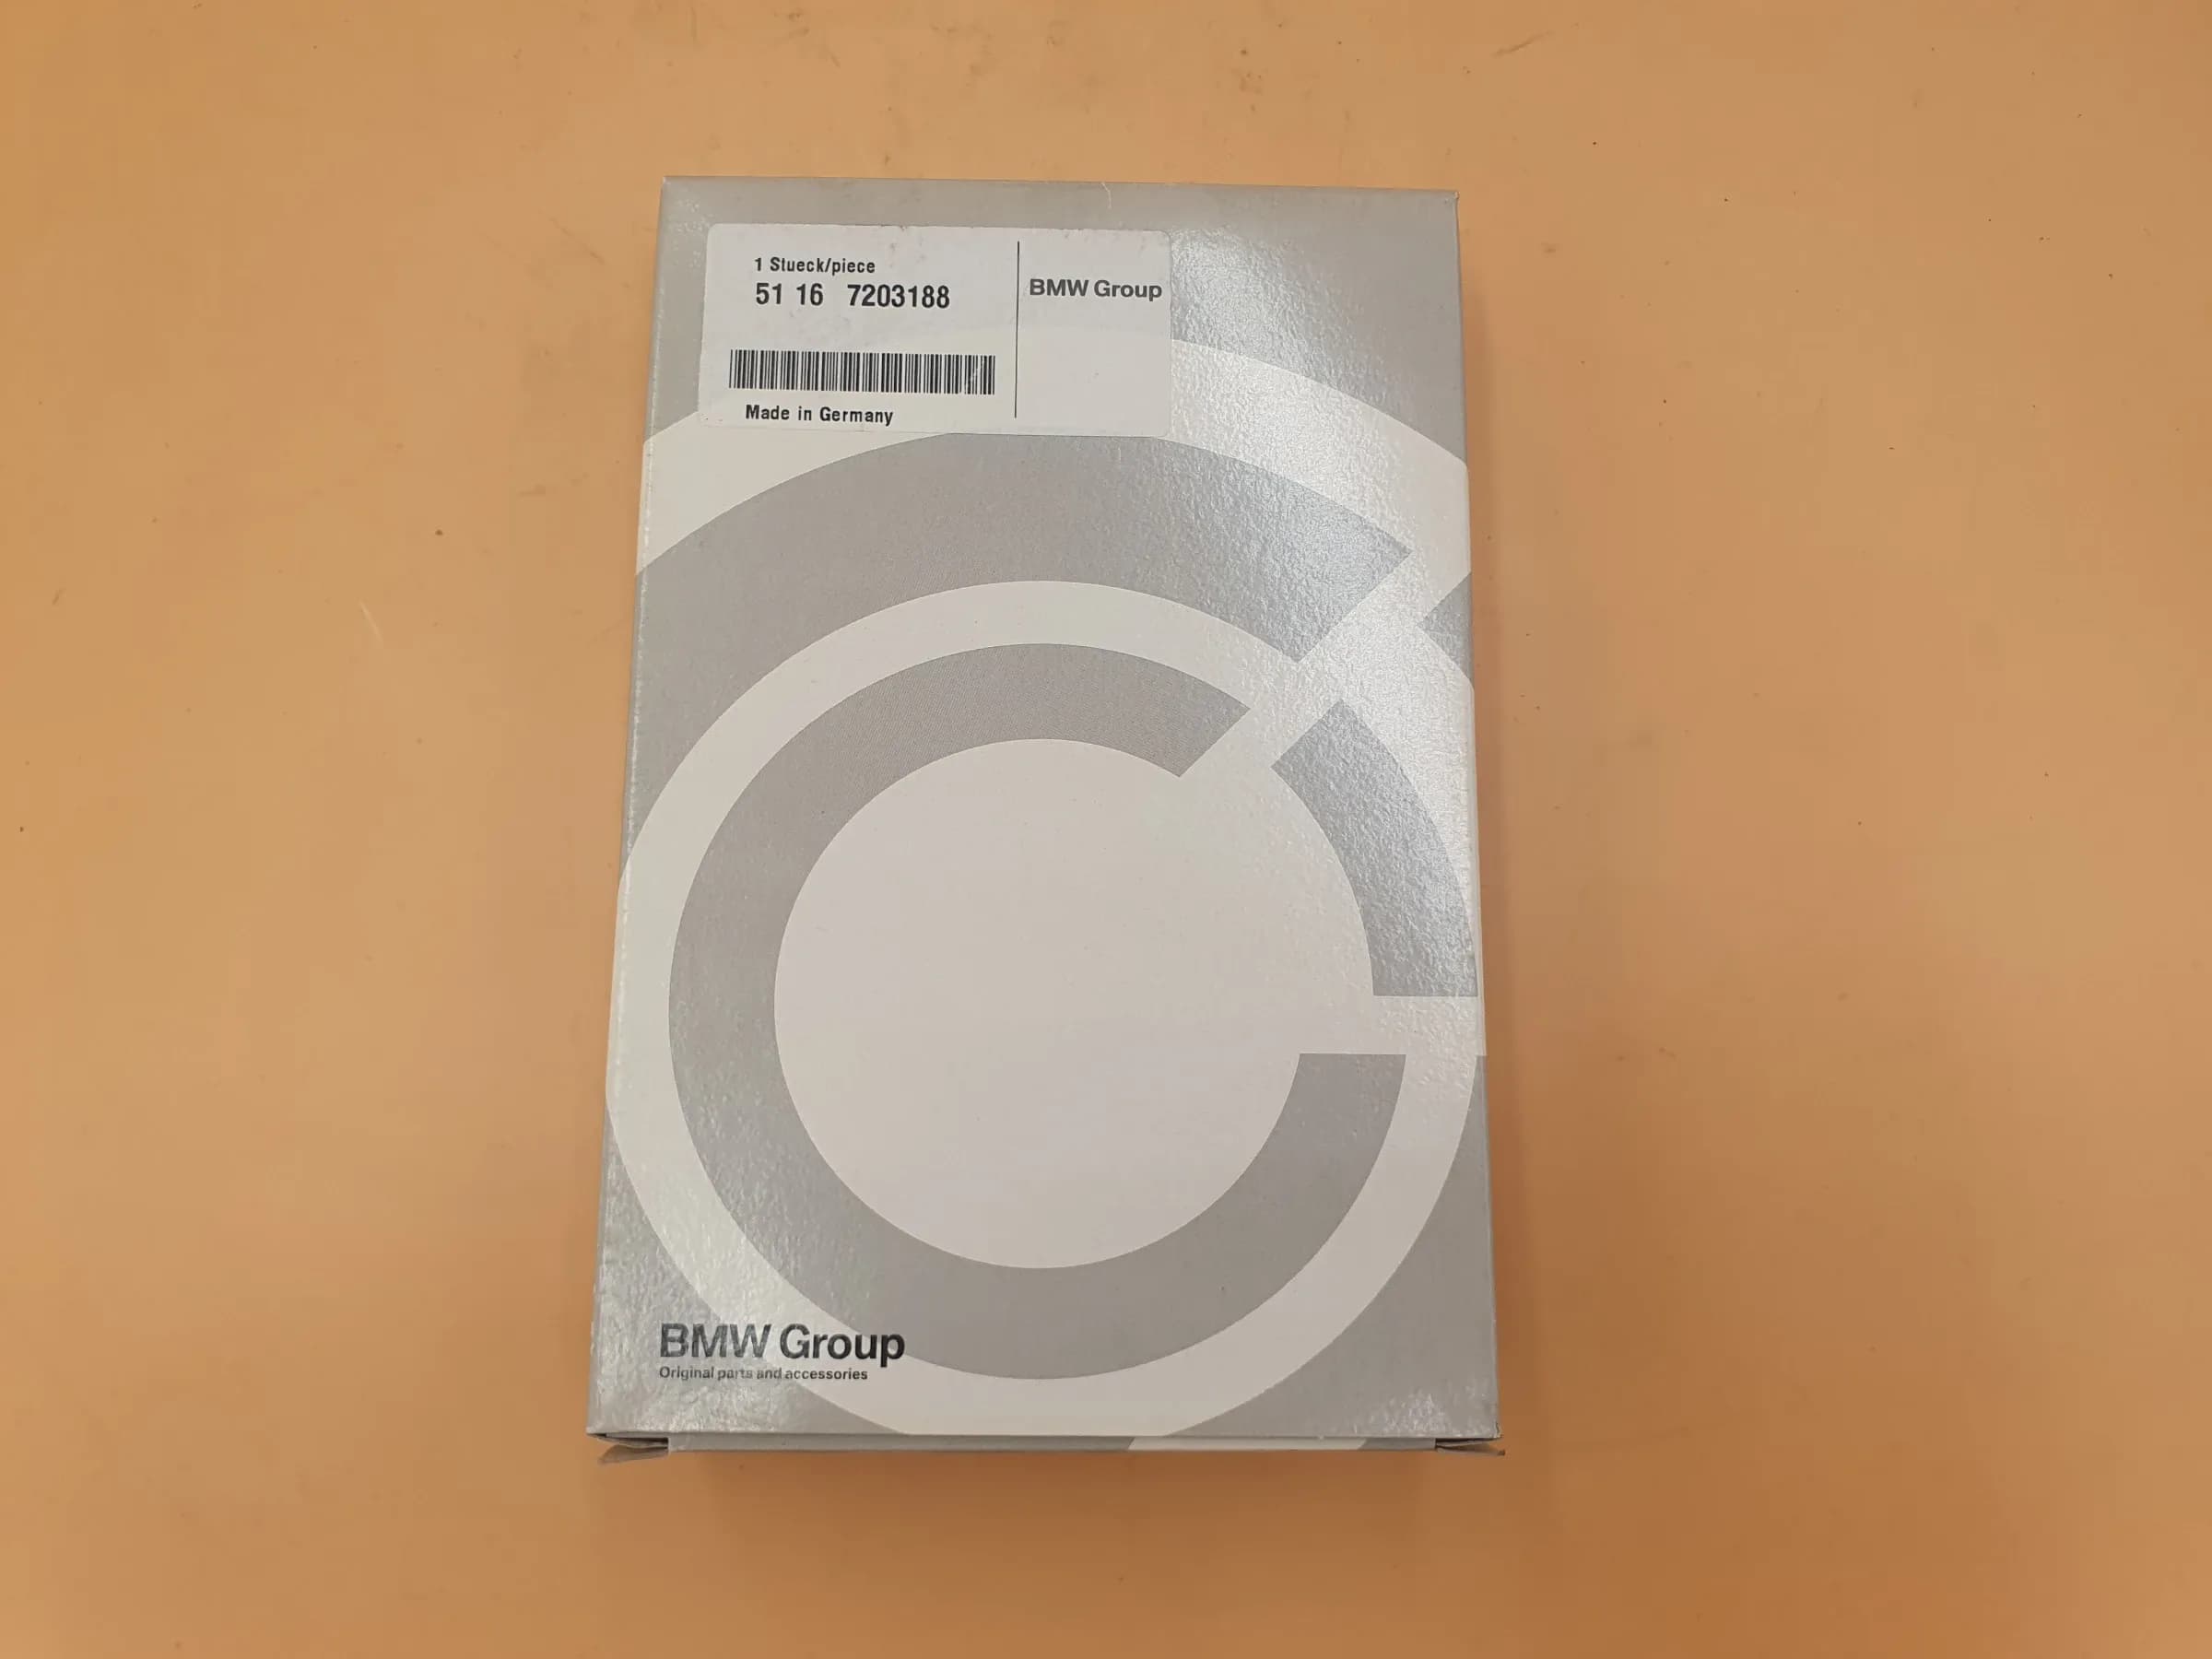 1 Stueck/piece
51 16 7203188
BMW Group
Made in Germany
BMW Group
Original parts and accessories